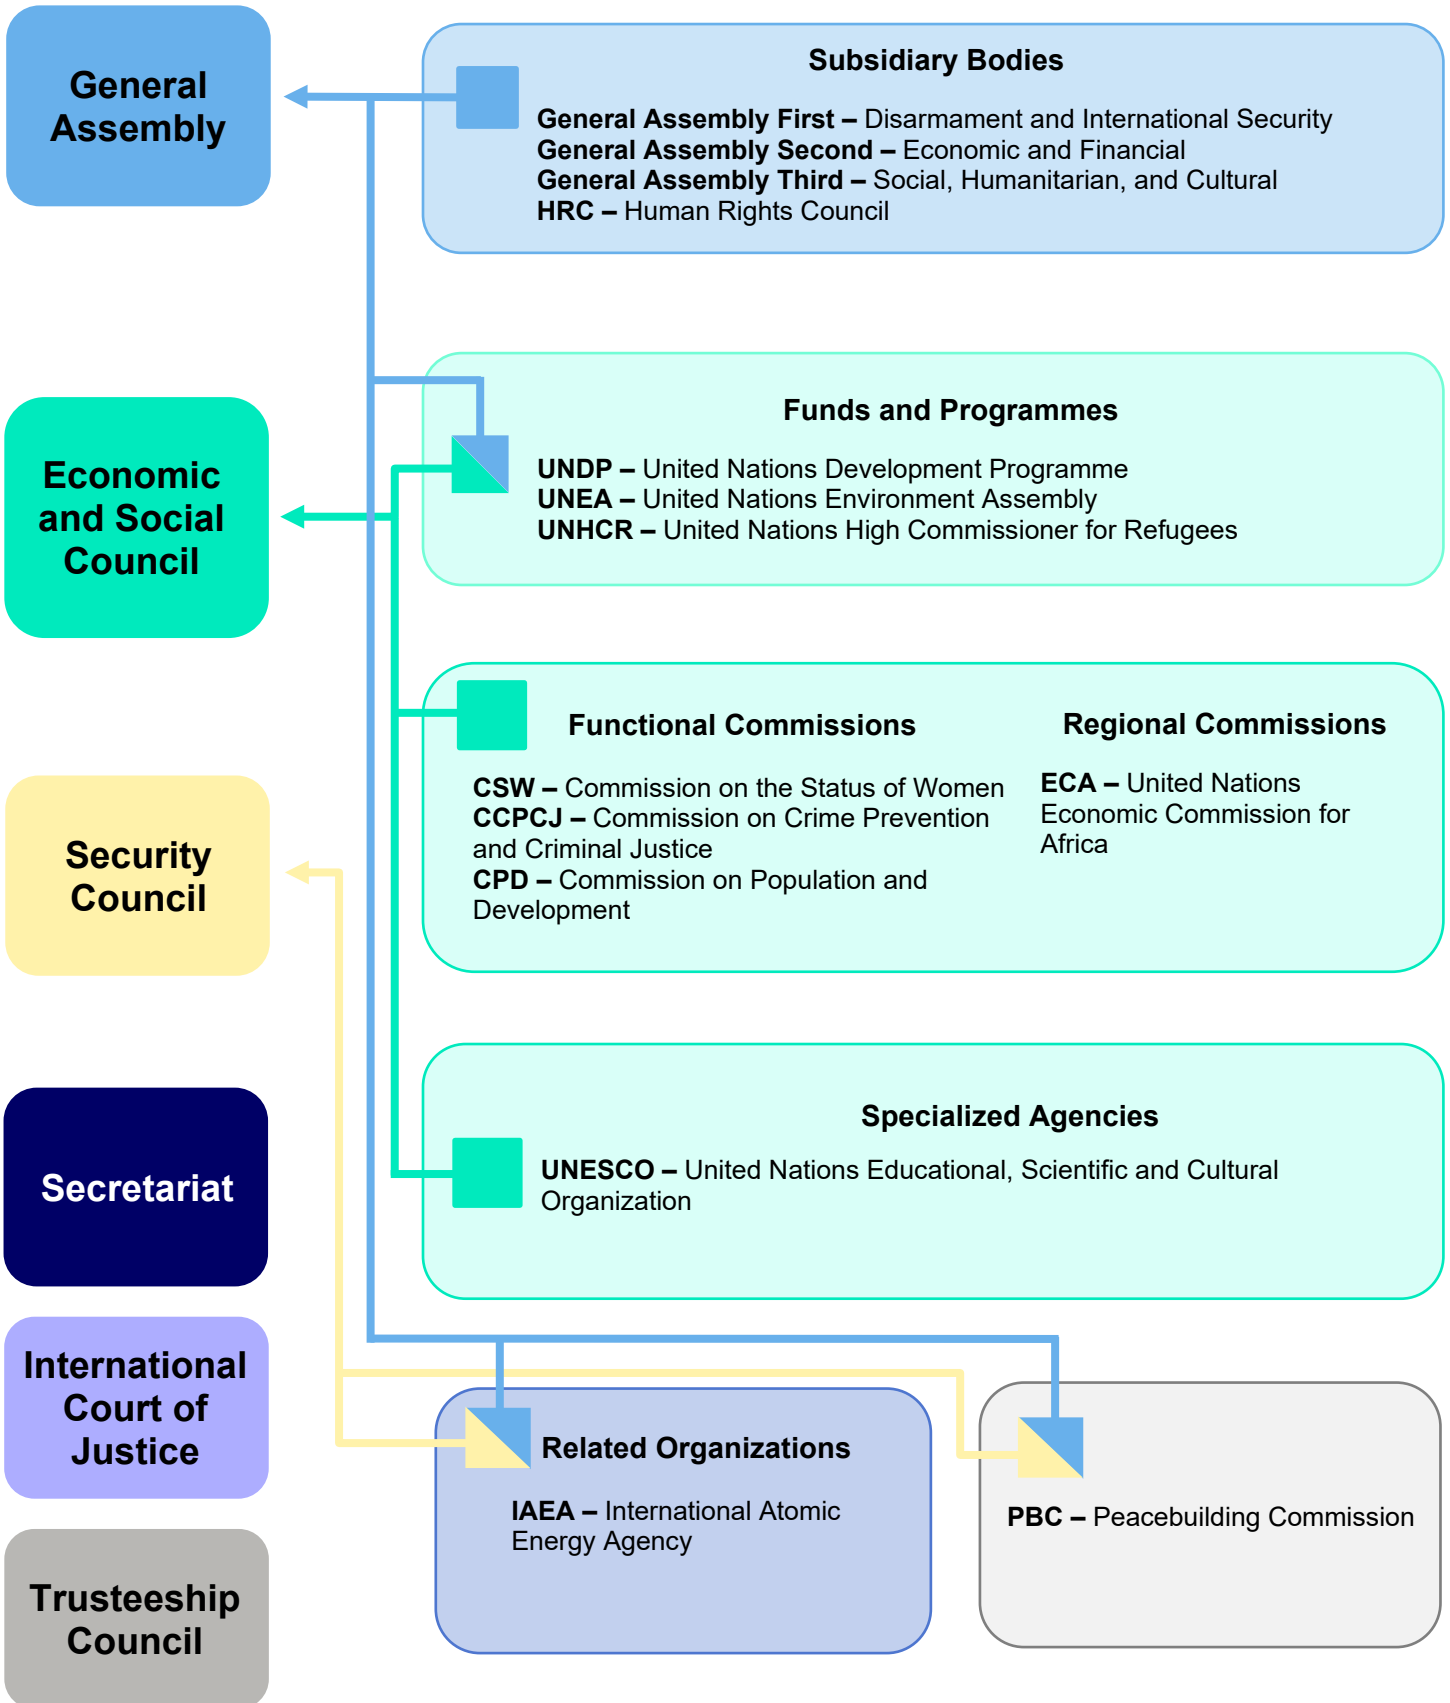 General
Assembly
Subsidiary Bodies
General Assembly First – Disarmament and International Security
General Assembly Second – Economic and Financial
General Assembly Third – Social, Humanitarian, and Cultural
HRC – Human Rights Council
Economic
and Social
Council
Funds and Programmes
UNDP – United Nations Development Programme
UNEA – United Nations Environment Assembly
UNHCR – United Nations High Commissioner for Refugees
Functional Commissions
CSW – Commission on the Status of Women
CCPCJ – Commission on Crime Prevention
and Criminal Justice
CPD – Commission on Population and
Development
Regional Commissions
ECA – United Nations
Economic Commission for
Africa
Security
Council
Specialized Agencies
UNESCO – United Nations Educational, Scientific and Cultural
Organization
Secretariat
International
Court of
Justice
Related Organizations
IAEA – International Atomic
Energy Agency
PBC – Peacebuilding Commission
Trusteeship
Council